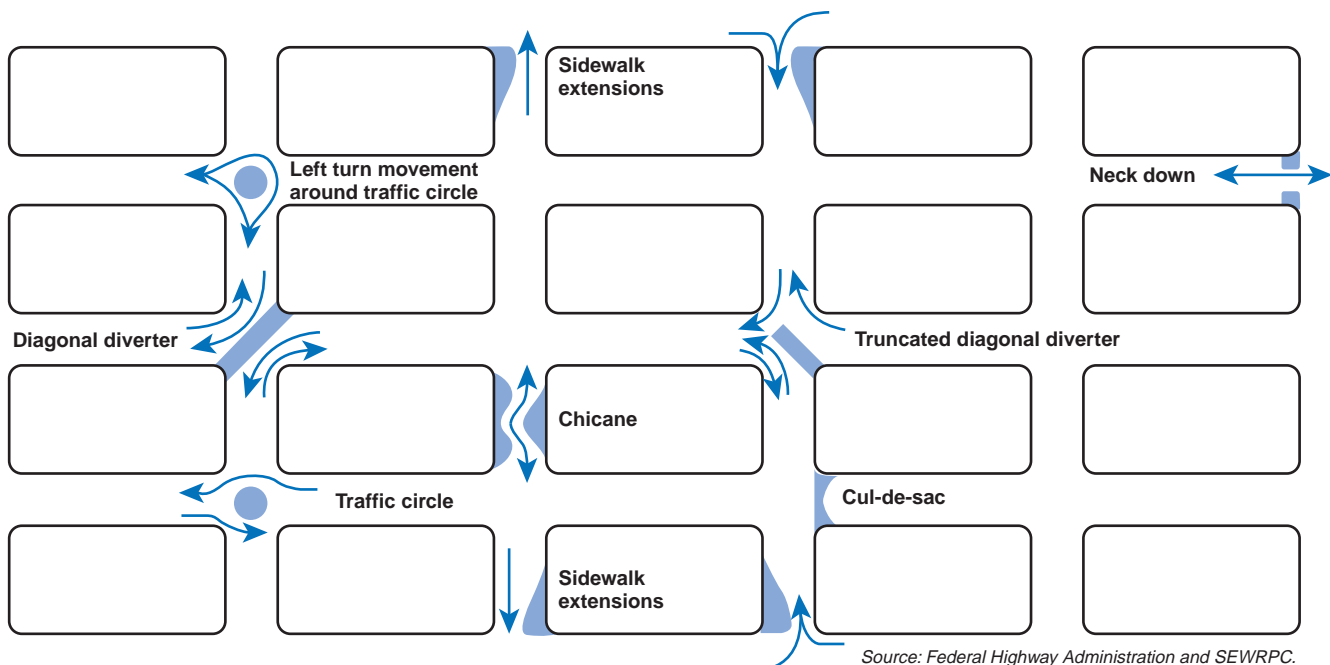 Sidewalk
extensions
Left turn movement
around traffic circle
Neck down
Diagonal diverter
Truncated diagonal diverter
Chicane
Traffic circle
Cul-de-sac
Sidewalk
extensions
Source: Federal Highway Administration and SEWRPC.